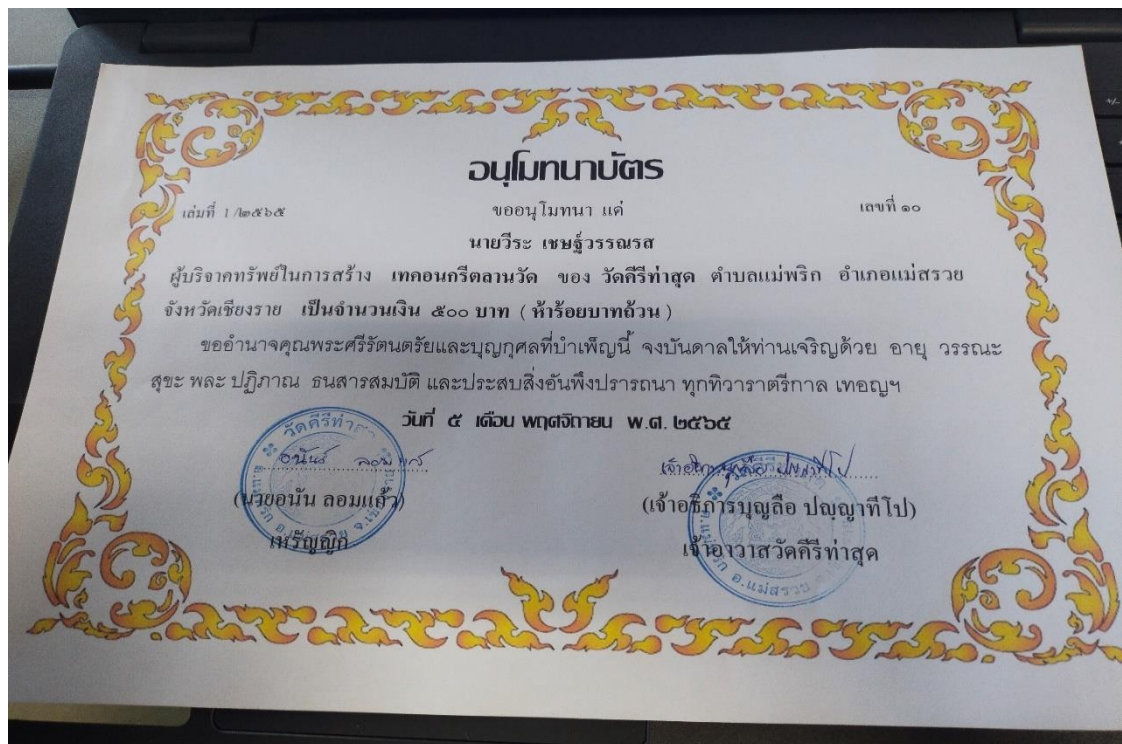 อนุโมทนาบัตร
เล่มที่ 1/๒๕๖๕ ขออนุโมทนา แด่ เลขที่ ๑๐
นายวีระ เชษฐ์วรรณรส
ผู้บริจาคทรัพย์ในการสร้าง เทคอนกรีตลานวัด ของ วัดคีรีท่าสุด ตำบลแม่พริก อำเภอแม่สรวย
จังหวัดเชียงราย เป็นจำนวนเงิน ๕๐๐ บาท (ห้าร้อยบาทถ้วน)
ขออำนาจคุณพระศรีรัตนตรัยและบุญกุศลที่บำเพ็ญนี้ จงบันดาลให้ท่านเจริญด้วย อายุ วรรณะ
สุขะ พละ ปฏิภาณ ธนสารสมบัติ และประสบสิ่งอันพึงปรารถนา ทุกทิวาราตรีกาล เทอญฯ
วันที่ ๕ เดือน พฤศจิกายน พ.ศ. ๒๕๖๕
(นายอนัน ลอมแก้ว) (เจ้าอธิการบุญลือ ปญฺญาทีโป)
เหรัญญิก เจ้าอาวาสวัดคีรีท่าสุด